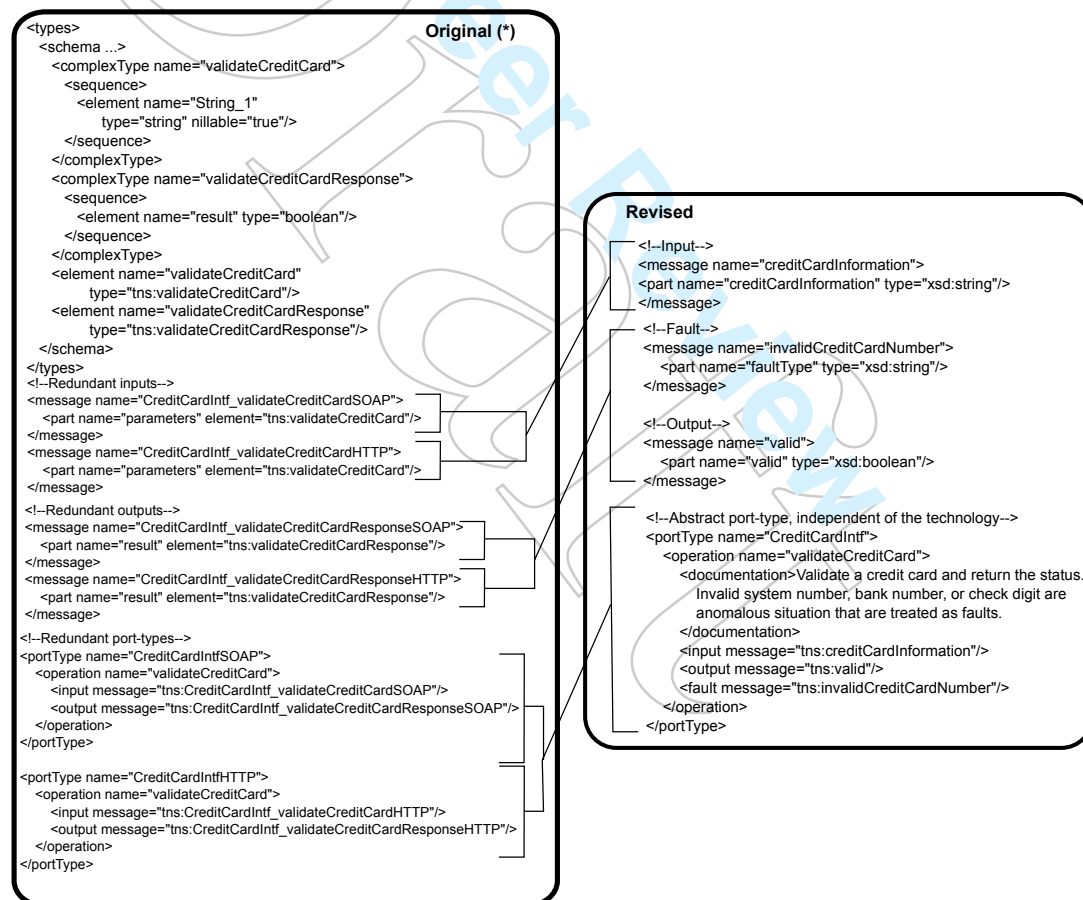 Original (*)
<types>
<schema ...>
<complexType name="validateCreditCard">
<sequence>
<element name="String_1"
type="string" nillable="true"/>
</sequence>
</complexType>
<complexType name="validateCreditCardResponse">
<sequence>
<element name="result" type="boolean"/>
</sequence>
</complexType>
<element name="validateCreditCard"
type="tns:validateCreditCard"/>
<element name="validateCreditCardResponse"
type="tns:validateCreditCardResponse"/>
</schema>
</types>
<!--Redundant inputs-->
<message name="CreditCardIntf_validateCreditCardSOAP">
<part name="parameters" element="tns:validateCreditCard"/>
</message>
<message name="CreditCardIntf_validateCreditCardHTTP">
<part name="parameters" element="tns:validateCreditCard"/>
</message>
<!--Redundant outputs-->
<message name="CreditCardIntf_validateCreditCardResponseSOAP">
<part name="result" element="tns:validateCreditCardResponse"/>
</message>
<message name="CreditCardIntf_validateCreditCardResponseHTTP">
<part name="result" element="tns:validateCreditCardResponse"/>
</message>
<!--Redundant port-types-->
<portType name="CreditCardIntfSOAP">
<operation name="validateCreditCard">
<input message="tns:CreditCardIntf_validateCreditCardSOAP"/>
<output message="tns:CreditCardIntf_validateCreditCardResponseSOAP"/>
</operation>
</portType>
<portType name="CreditCardIntfHTTP">
<operation name="validateCreditCard">
<input message="tns:CreditCardIntf_validateCreditCardHTTP"/>
<output message="tns:CreditCardIntf_validateCreditCardResponseHTTP"/>
</operation>
</portType>
Revised
<!--Input-->
<message name="creditCardInformation">
<part name="creditCardInformation" type="xsd:string"/>
</message>
<!--Fault-->
<message name="invalidCreditCardNumber">
<part name="faultType" type="xsd:string"/>
</message>
<!--Output-->
<message name="valid">
<part name="valid" type="xsd:boolean"/>
</message>
<!--Abstract port-type, independent of the technology-->
<portType name="CreditCardIntf">
<operation name="validateCreditCard">
<documentation>Validate a credit card and return the status.
Invalid system number, bank number, or check digit are
anomalous situation that are treated as faults.
</documentation>
<input message="tns:creditCardInformation"/>
<output message="tns:valid"/>
<fault message="tns:invalidCreditCardNumber"/>
</operation>
</portType>
eer Review